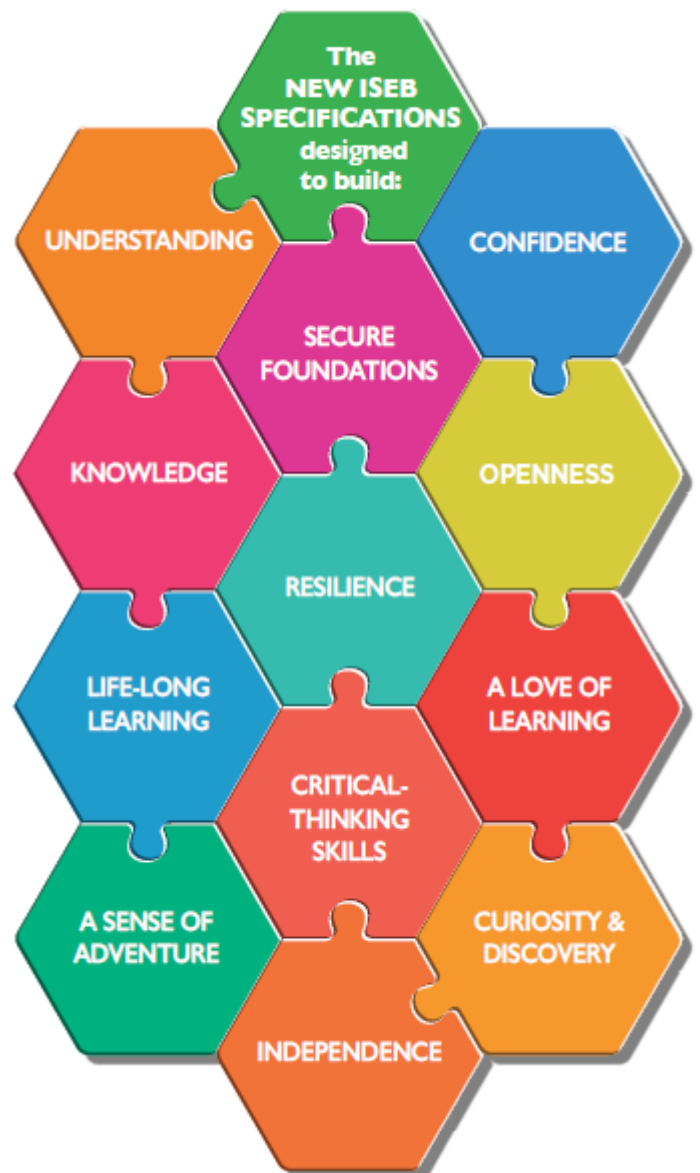 The
NEW ISEB
SPECIFICATIONS
designed
to build:
UNDERSTANDING
CONFIDENCE
SECURE
FOUNDATIONS
KNOWLEDGE
OPENNESS
RESILIENCE
LIFE-LONG
LEARNING
A LOVE OF
LEARNING
CRITICAL-
THINKING
SKILLS
A SENSE OF
ADVENTURE
CURIOSITY &
DISCOVERY
INDEPENDENCE